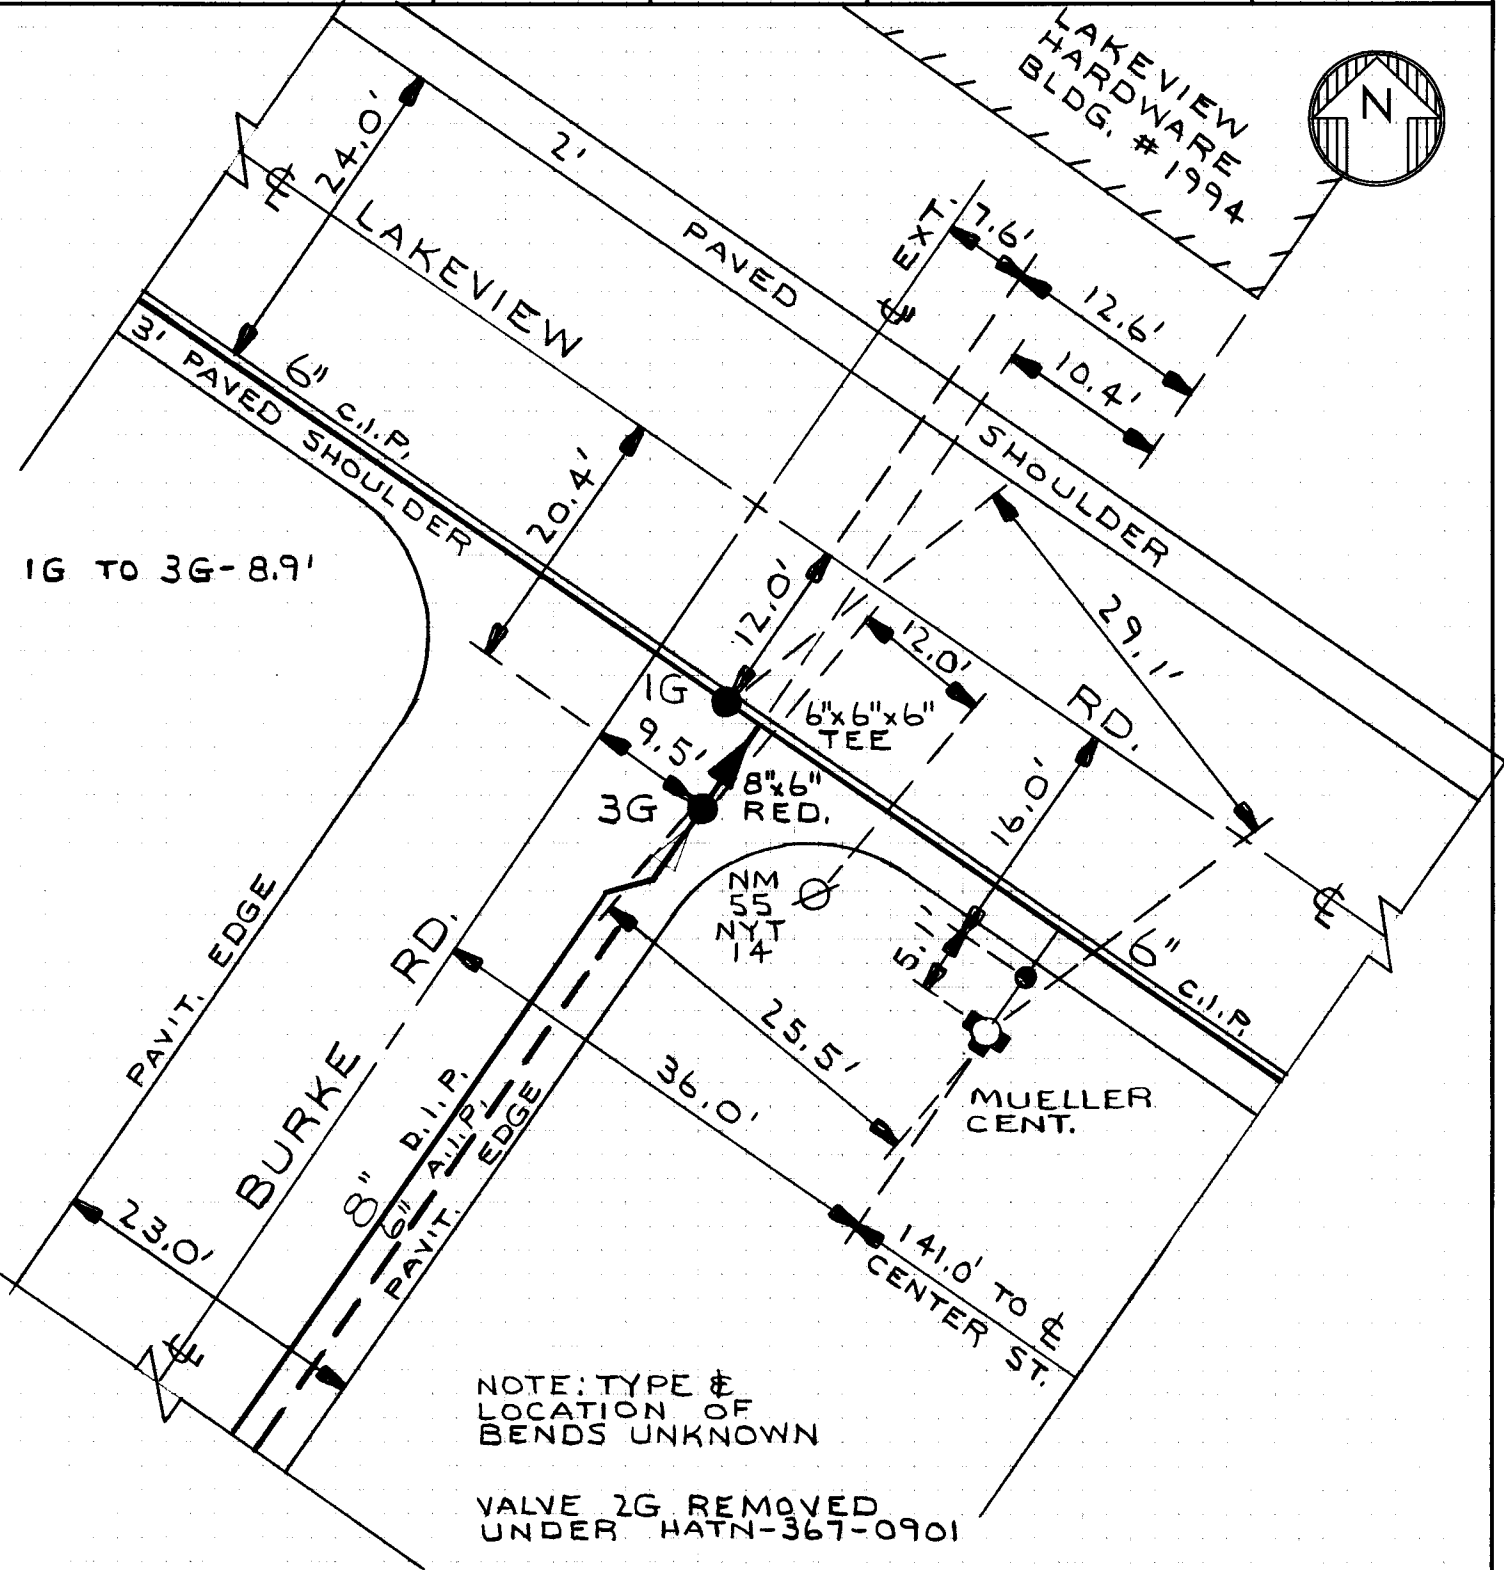 LAKEVIEW
HARDWARE
BLDG. # 1994
N
24.0'
2'
PAVED
SHOULDER
℄
LAKEVIEW
RD.
EXT.
7.6'
12.6'
10.4'
℄
3' PAVED SHOULDER
6" C.I.P.
20.4'
1G TO 3G-8.9'
12.0'
12.0'
29.1'
1G
6"x6"x6"
TEE
9.5'
3G
8"x6"
RED.
16.0'
5.1'
℄
NM
55
NYT
14
6" C.I.P.
25.5'
36.0'
MUELLER
CENT.
PAV'T. EDGE
BURKE RD.
8" D.I.P.
6" A.I.P.
PAV'T. EDGE
23.0'
℄
141.0' TO ℄
CENTER ST.
NOTE: TYPE &
LOCATION OF
BENDS UNKNOWN
VALVE 2G REMOVED
UNDER HATN-367-0901